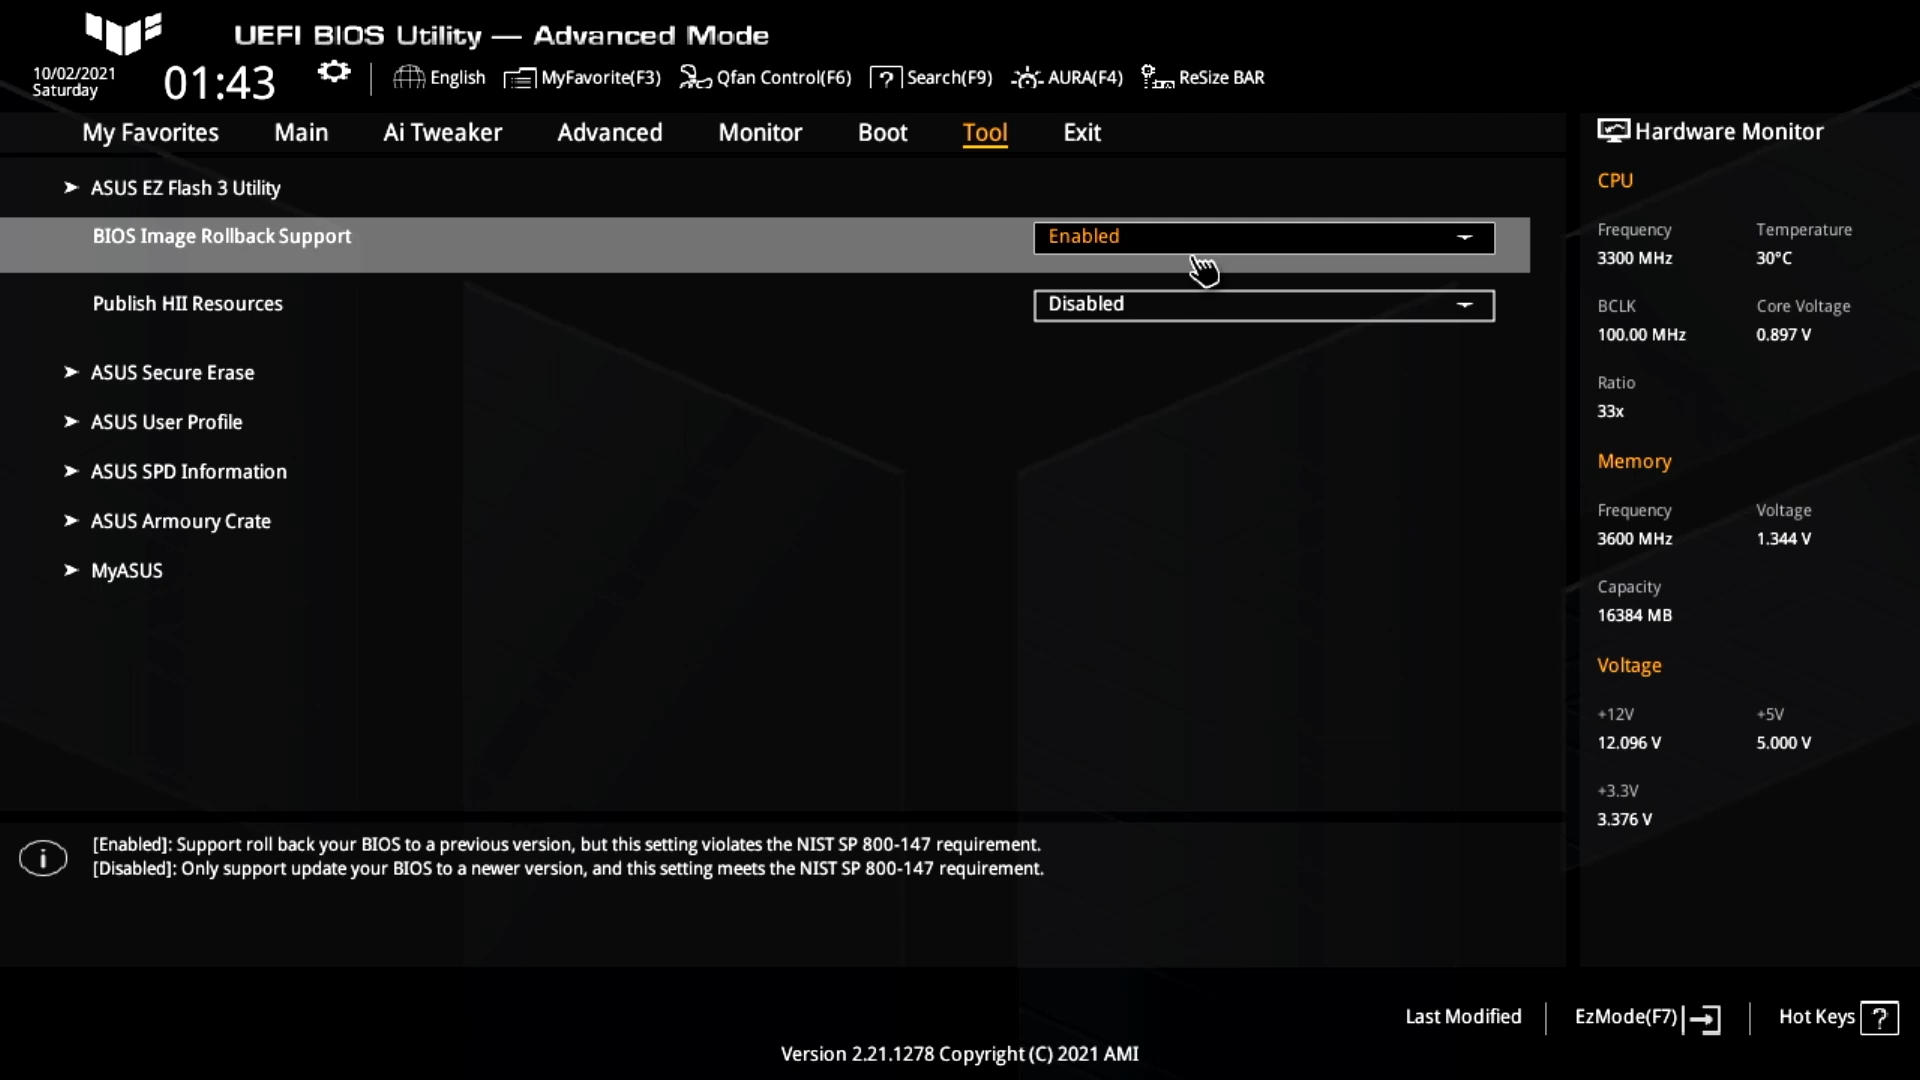 UEFI BIOS Utility — Advanced Mode
10/02/2021
Saturday
01:43
English
MyFavorite(F3)
Qfan Control(F6)
? Search(F9)
AURA(F4)
ReSize BAR
My Favorites
Main
Ai Tweaker
Advanced
Monitor
Boot
Tool
Exit
ASUS EZ Flash 3 Utility
BIOS Image Rollback Support
Enabled
Publish HII Resources
Disabled
ASUS Secure Erase
ASUS User Profile
ASUS SPD Information
ASUS Armoury Crate
MyASUS
Hardware Monitor
CPU
Frequency Temperature
3300 MHz 30°C
BCLK Core Voltage
100.00 MHz 0.897 V
Ratio
33x
Memory
Frequency Voltage
3600 MHz 1.344 V
Capacity
16384 MB
Voltage
+12V +5V
12.096 V 5.000 V
+3.3V
3.376 V
i
[Enabled]: Support roll back your BIOS to a previous version, but this setting violates the NIST SP 800-147 requirement.
[Disabled]: Only support update your BIOS to a newer version, and this setting meets the NIST SP 800-147 requirement.
Last Modified
EzMode(F7)
Hot Keys ?
Version 2.21.1278 Copyright (C) 2021 AMI